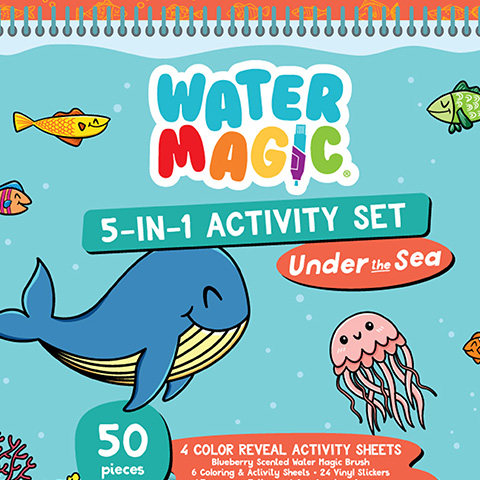 WATER
MAGIC®
5-IN-1 ACTIVITY SET
Under the Sea
50
pieces
4 COLOR REVEAL ACTIVITY SHEETS
Blueberry Scented Water Magic Brush
6 Coloring & Activity Sheets • 24 Vinyl Stickers